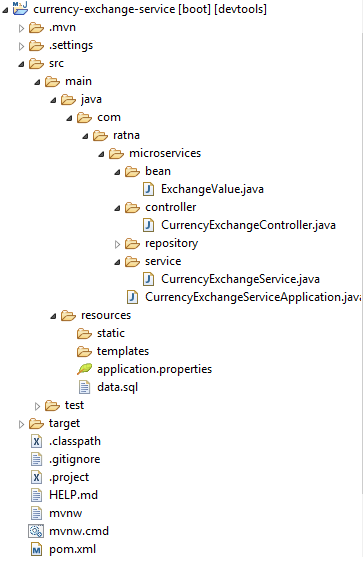 currency-exchange-service [boot] [devtools]
.mvn
.settings
src
main
java
com
ratna
microservices
bean
ExchangeValue.java
controller
CurrencyExchangeController.java
repository
service
CurrencyExchangeService.java
CurrencyExchangeServiceApplication.java
resources
static
templates
application.properties
data.sql
test
target
.classpath
.gitignore
.project
HELP.md
mvnw
mvnw.cmd
pom.xml